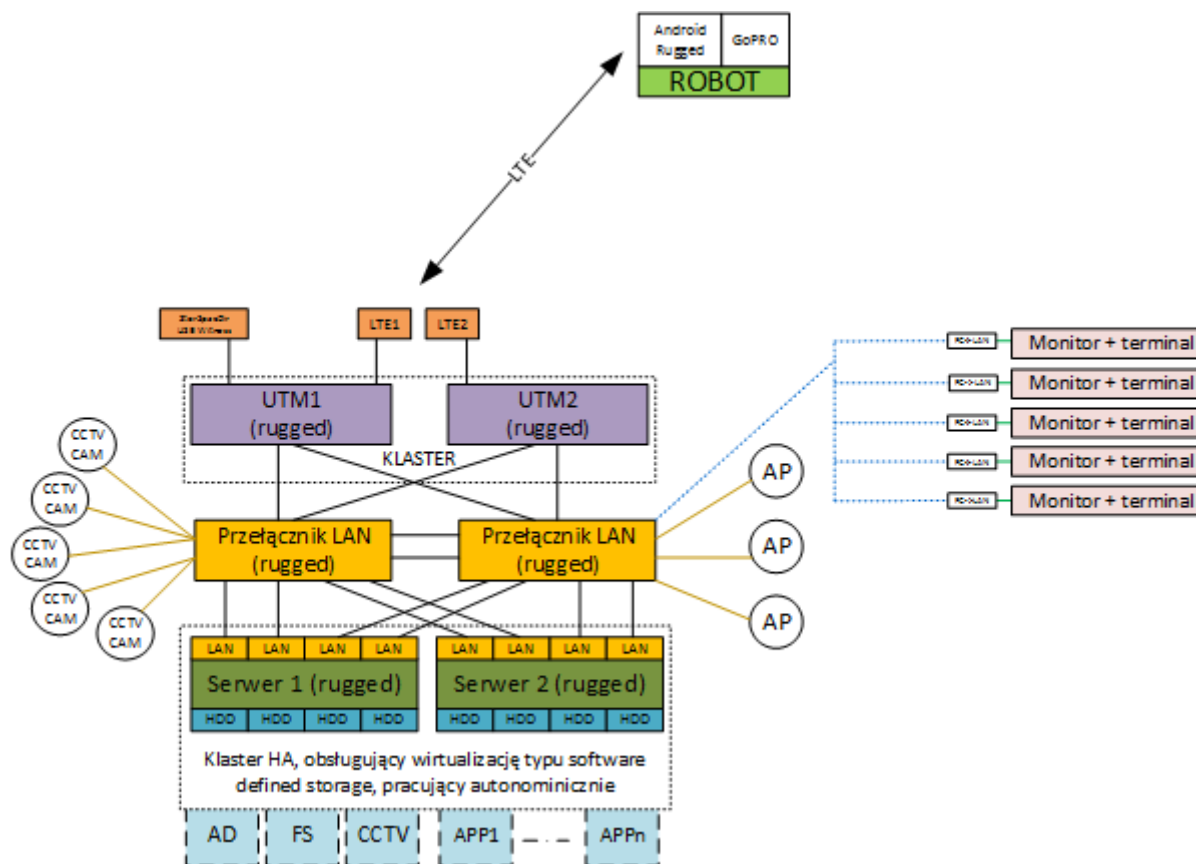 Android
Rugged
GoPRO
ROBOT
LTE
LTE1
LTE2
UTM1
(rugged)
UTM2
(rugged)
KLASTER
Monitor + terminal
Monitor + terminal
Monitor + terminal
Monitor + terminal
Monitor + terminal
CCTV
CAM
CCTV
CAM
CCTV
CAM
CCTV
CAM
CCTV
CAM
AP
AP
AP
Przełącznik LAN
(rugged)
Przełącznik LAN
(rugged)
LAN LAN LAN LAN
Serwer 1 (rugged)
HDD HDD HDD HDD
LAN LAN LAN LAN
Serwer 2 (rugged)
HDD HDD HDD HDD
Klaster HA, obsługujący wirtualizację typu software
defined storage, pracujący autonominicznie
AD
FS
CCTV
APP1
APPn